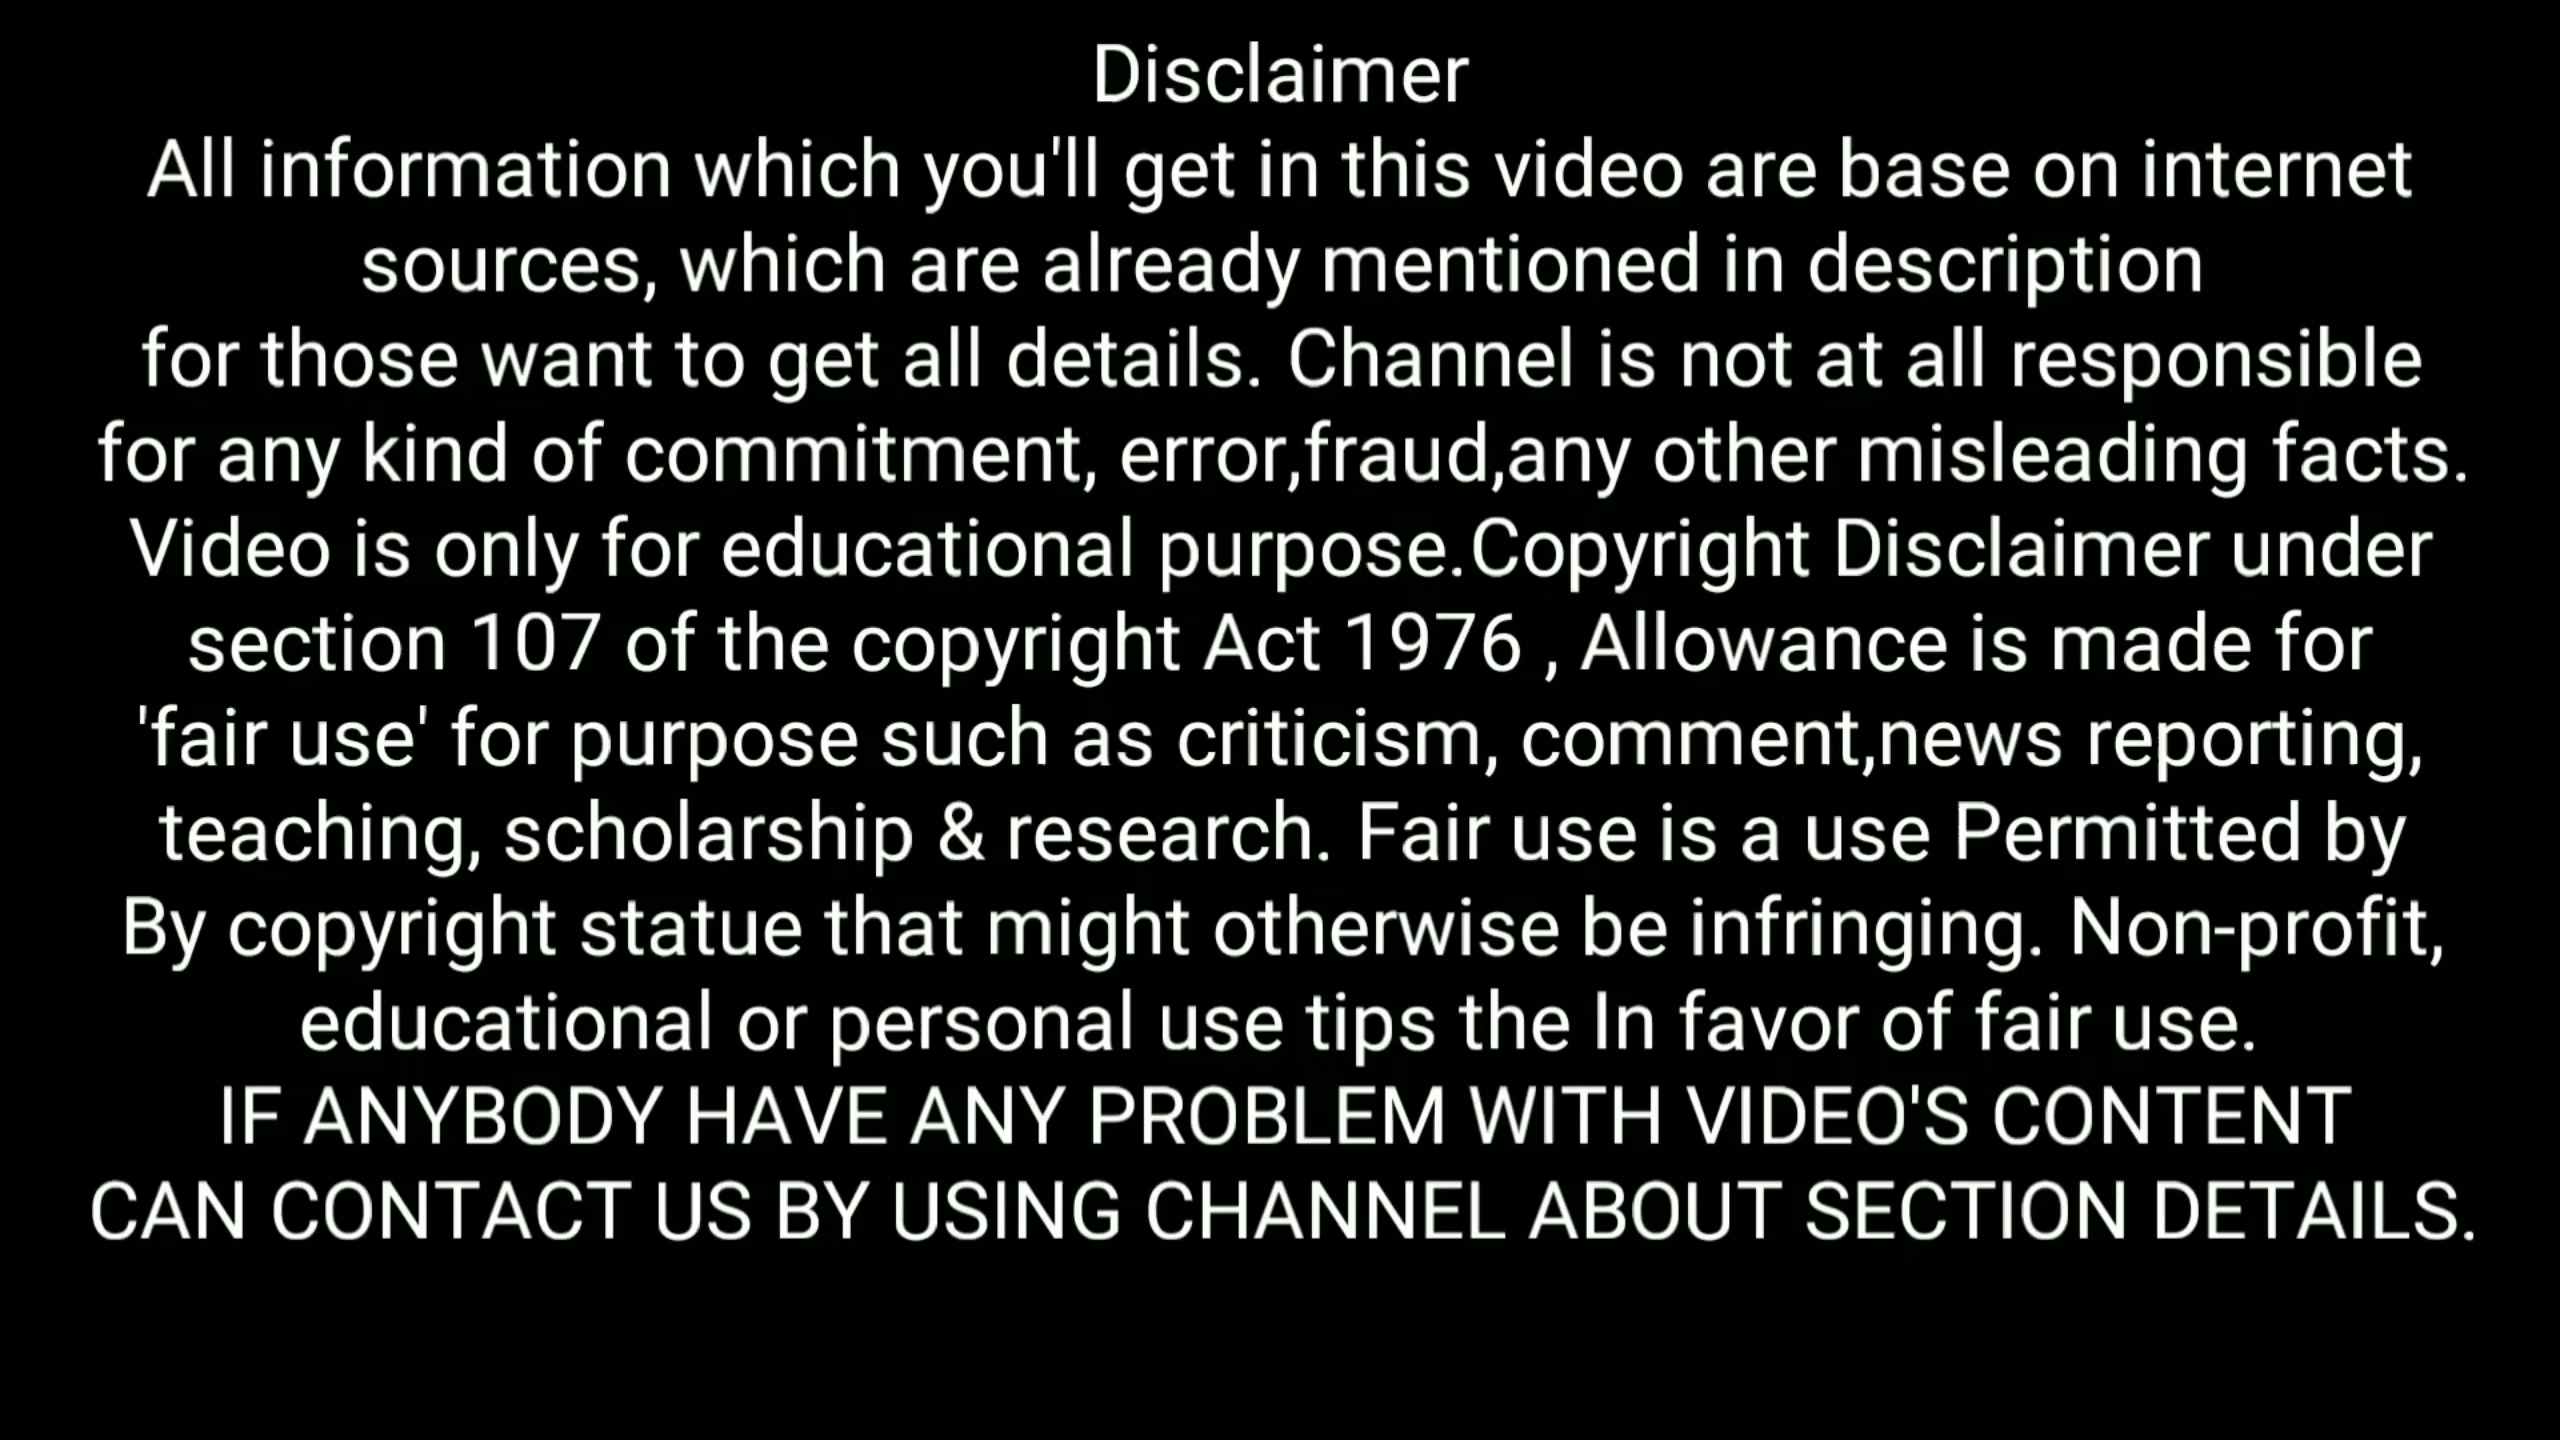 Disclaimer
All information which you'll get in this video are base on internet
sources, which are already mentioned in description
for those want to get all details. Channel is not at all responsible
for any kind of commitment, error,fraud,any other misleading facts.
Video is only for educational purpose.Copyright Disclaimer under
section 107 of the copyright Act 1976 , Allowance is made for
'fair use' for purpose such as criticism, comment,news reporting,
teaching, scholarship & research. Fair use is a use Permitted by
By copyright statue that might otherwise be infringing. Non-profit,
educational or personal use tips the In favor of fair use.
IF ANYBODY HAVE ANY PROBLEM WITH VIDEO'S CONTENT
CAN CONTACT US BY USING CHANNEL ABOUT SECTION DETAILS.